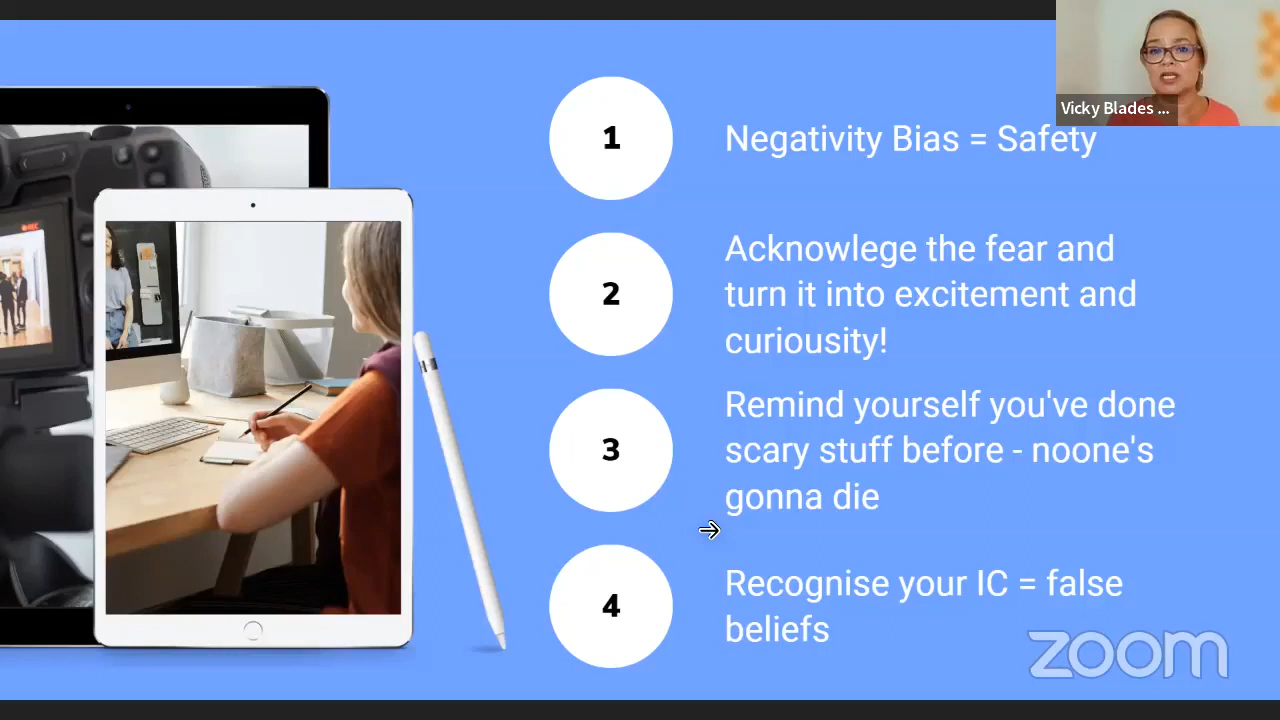 Vicky Blades ...
1
Negativity Bias = Safety
2
Acknowlege the fear and
turn it into excitement and
curiousity!
3
Remind yourself you've done
scary stuff before - noone's
gonna die
4
Recognise your IC = false
beliefs
zoom
REC